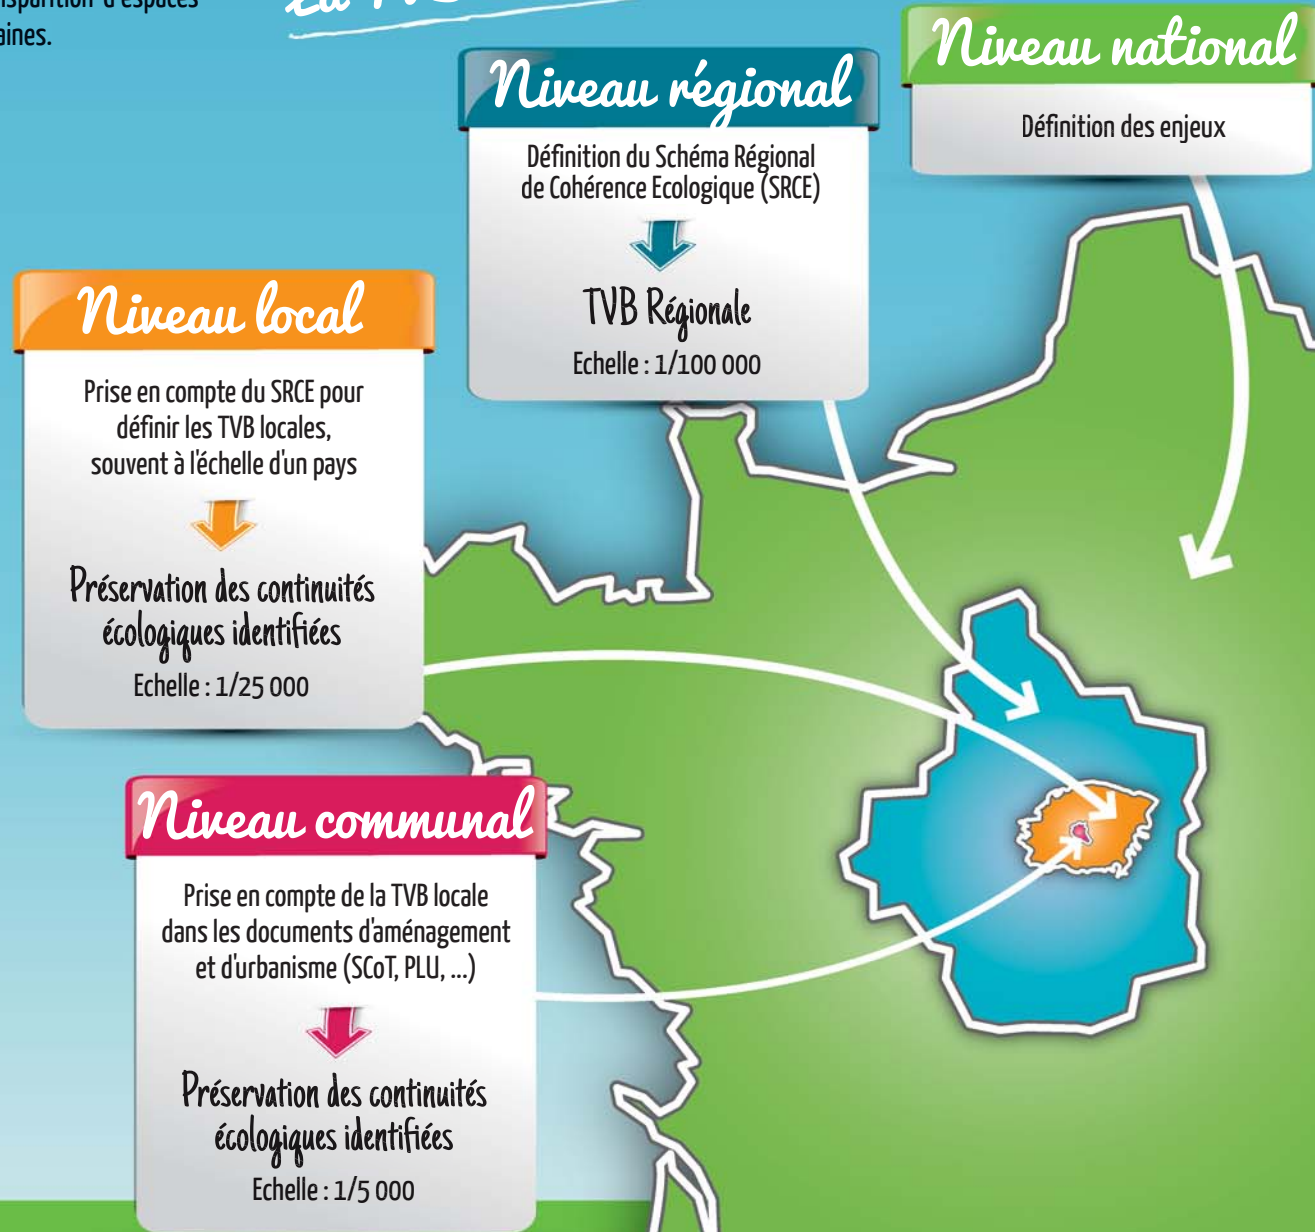 d'espaces
La
Niveau national
Définition des enjeux
Niveau régional
Définition du Schéma Régional
de Cohérence Ecologique (SRCE)
TVB Régionale
Echelle : 1/100 000
Niveau local
Prise en compte du SRCE pour
définir les TVB locales,
souvent à l'échelle d'un pays
Préservation des continuités
écologiques identifiées
Echelle : 1/25 000
Niveau communal
Prise en compte de la TVB locale
dans les documents d'aménagement
et d'urbanisme (SCoT, PLU, ...)
Préservation des continuités
écologiques identifiées
Echelle : 1/5 000